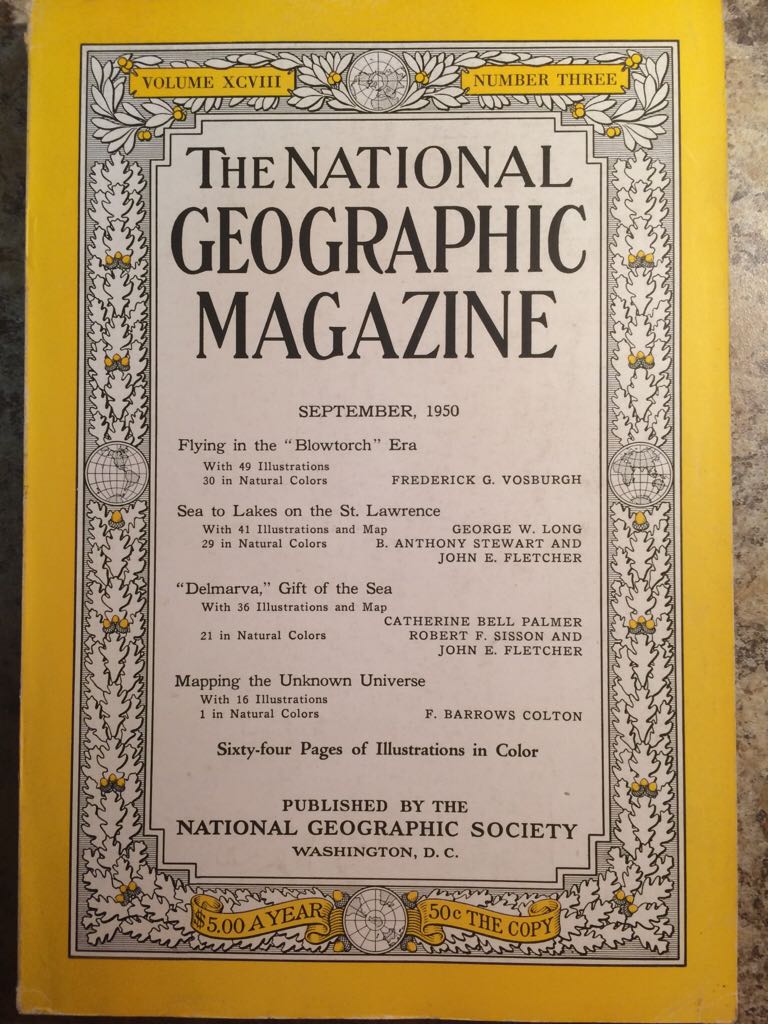 VOLUME XCVIII
NUMBER THREE
THE NATIONAL
GEOGRAPHIC
MAGAZINE
SEPTEMBER, 1950
Flying in the "Blowtorch" Era
With 49 Illustrations
30 in Natural Colors FREDERICK G. VOSBURGH
Sea to Lakes on the St. Lawrence
With 41 Illustrations and Map GEORGE W. LONG
29 in Natural Colors B. ANTHONY STEWART AND
JOHN E. FLETCHER
"Delmarva," Gift of the Sea
With 36 Illustrations and Map
CATHERINE BELL PALMER
21 in Natural Colors ROBERT F. SISSON AND
JOHN E. FLETCHER
Mapping the Unknown Universe
With 16 Illustrations
1 in Natural Colors F. BARROWS COLTON
Sixty-four Pages of Illustrations in Color
PUBLISHED BY THE
NATIONAL GEOGRAPHIC SOCIETY
WASHINGTON, D. C.
$5.00 A YEAR
50c THE COPY